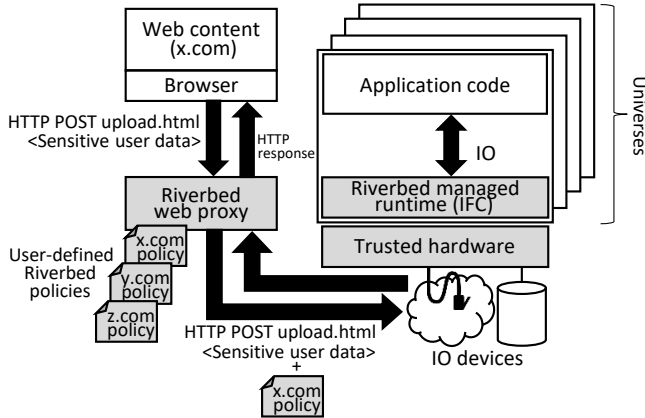 Web content
(x.com)
Browser
HTTP POST upload.html
<Sensitive user data>
HTTP
response
Riverbed
web proxy
User-defined
Riverbed
policies
x.com
policy
y.com
policy
z.com
policy
HTTP POST upload.html
<Sensitive user data>
+
x.com
policy
Application code
IO
Riverbed managed
runtime (IFC)
Trusted hardware
IO devices
Universes